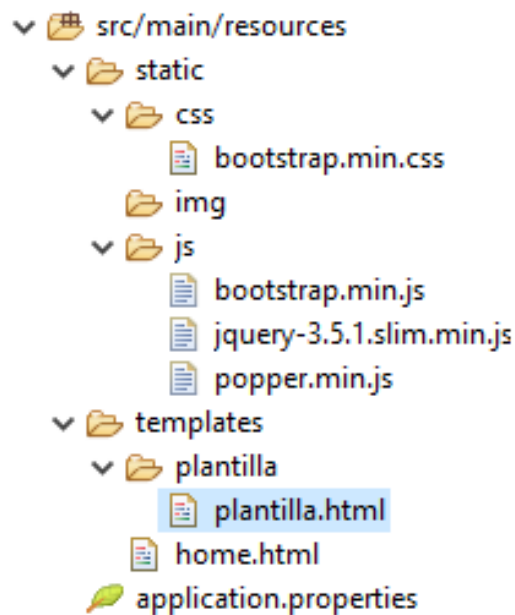 src/main/resources
static
css
bootstrap.min.css
img
js
bootstrap.min.js
jquery-3.5.1.slim.min.js
popper.min.js
templates
plantilla
plantilla.html
home.html
application.properties